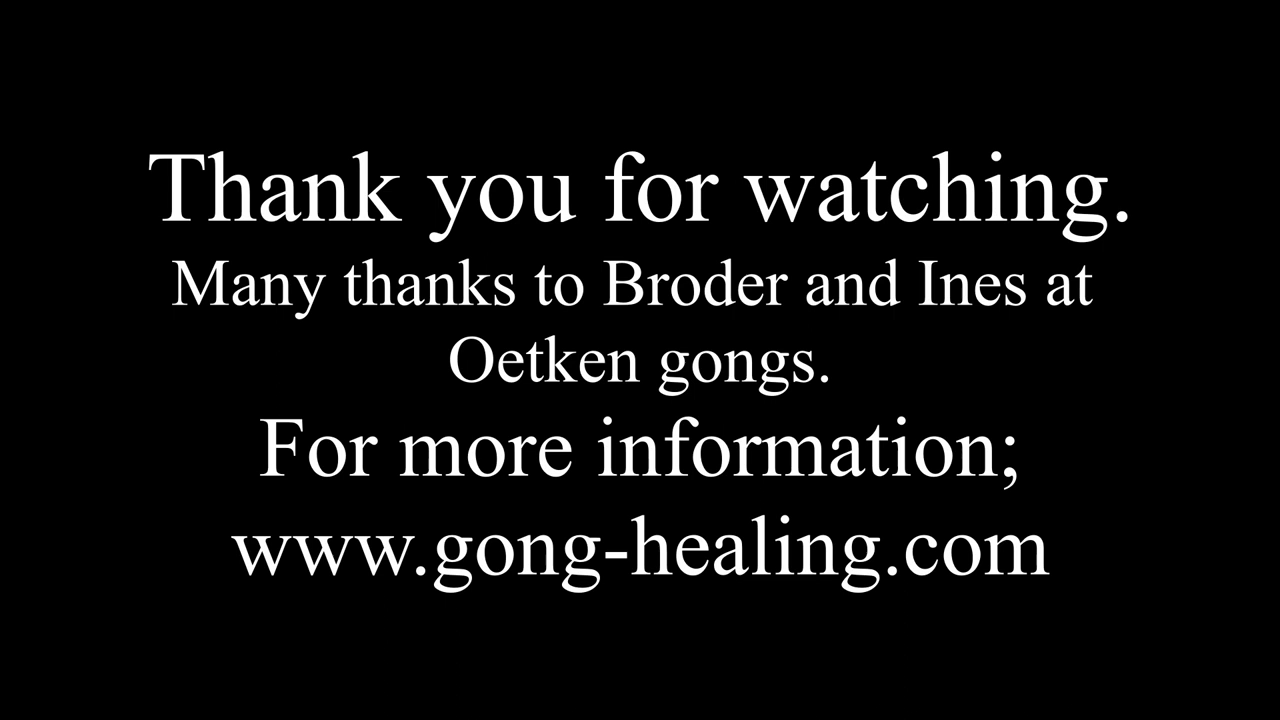 Thank you for watching.
Many thanks to Broder and Ines at
Oetken gongs.
For more information;
www.gong-healing.com